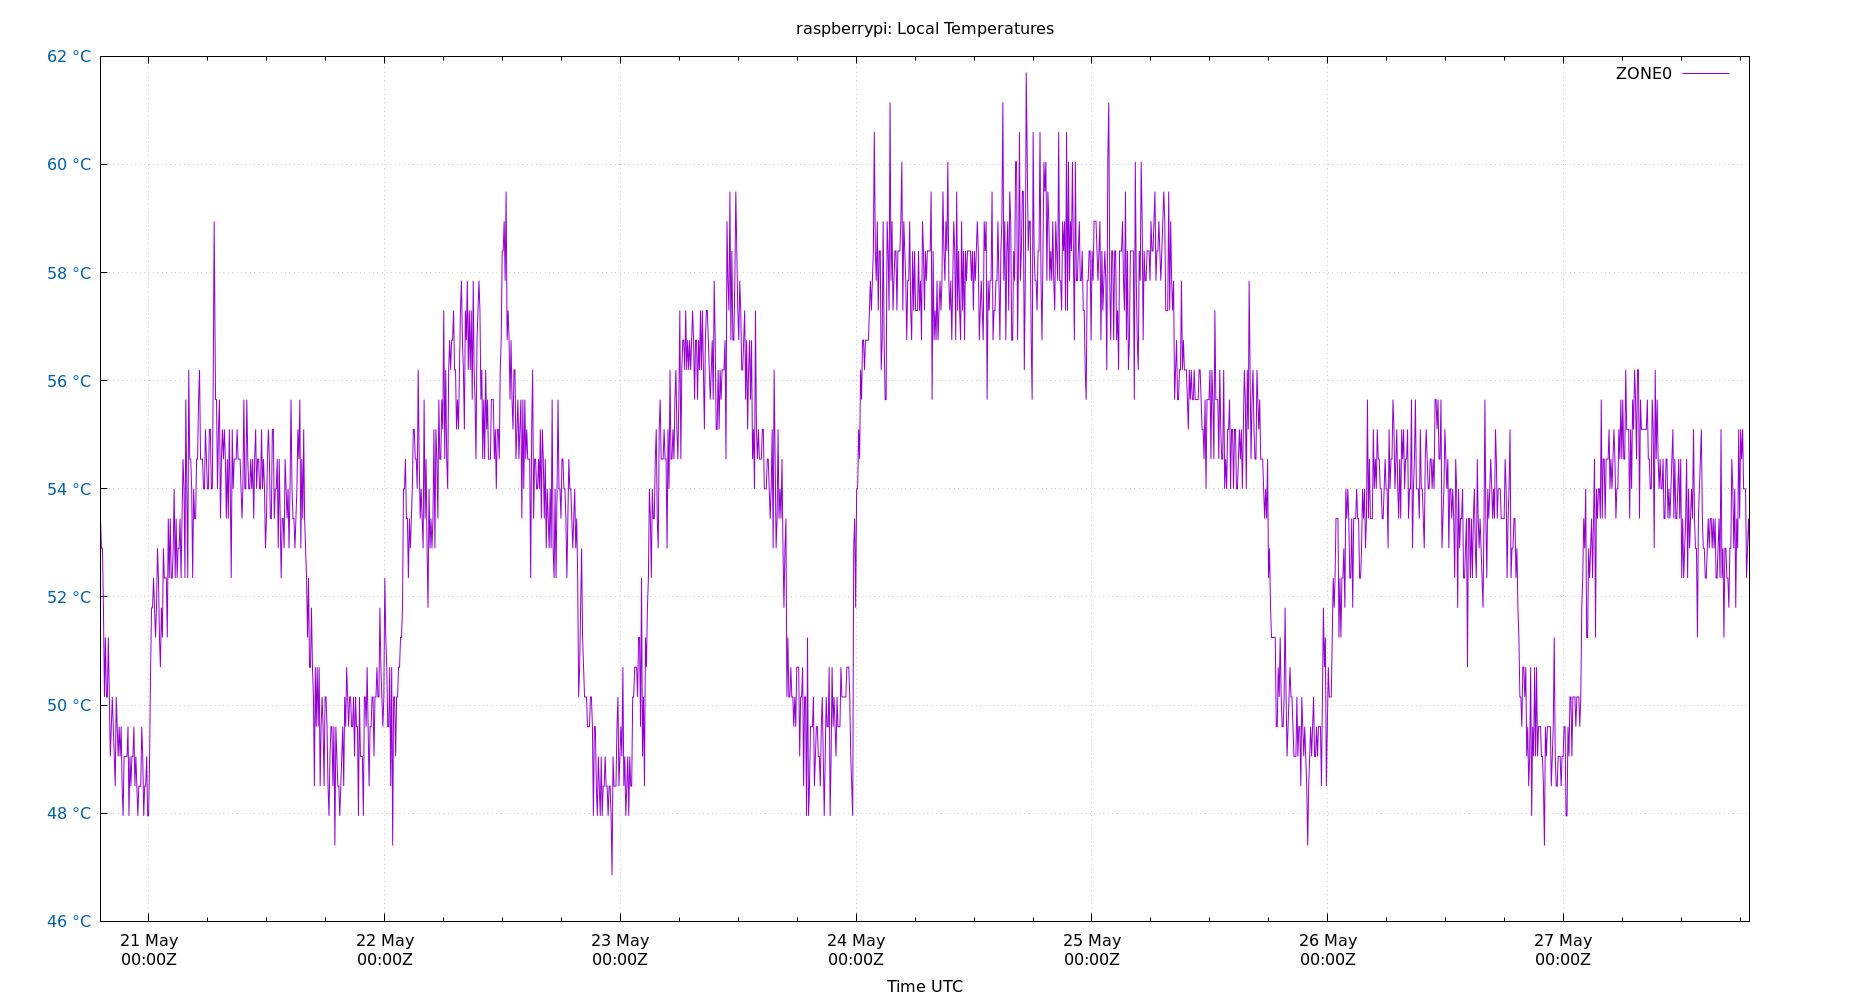 raspberrypi: Local Temperatures
62 °C
ZONE0
60 °C
58 °C
56 °C
54 °C
52 °C
50 °C
48 °C
46 °C
21 May 22 May 23 May 24 May 25 May 26 May 27 May
00:00Z 00:00Z 00:00Z 00:00Z 00:00Z 00:00Z 00:00Z
Time UTC